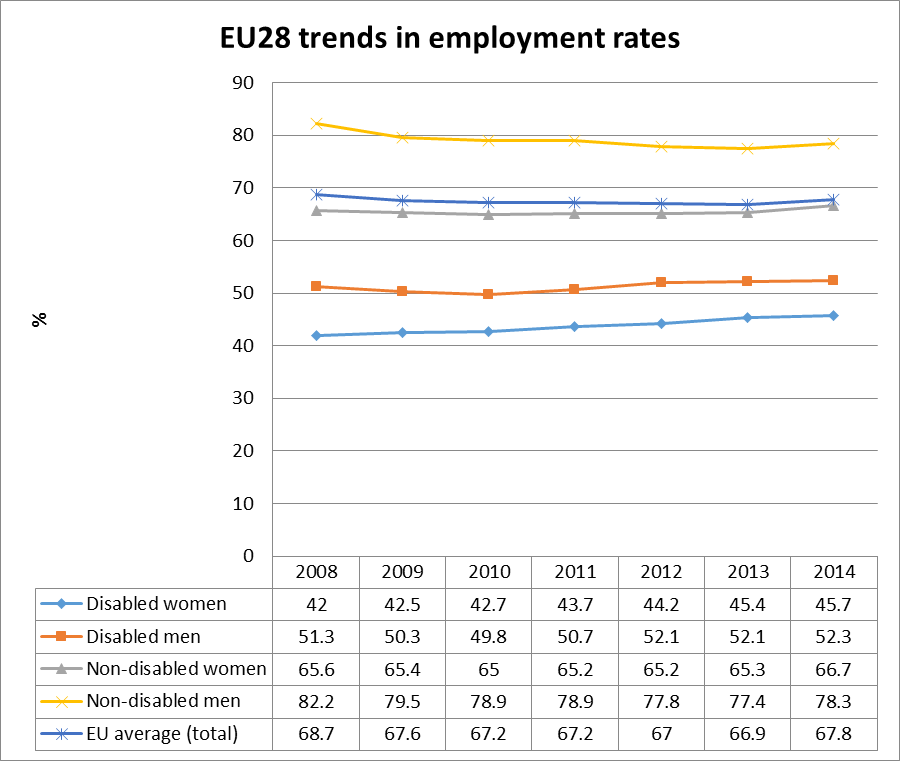 EU28 trends in employment rates
90
80
70
60
50
40
30
20
10
0
%
2008 2009 2010 2011 2012 2013 2014
Disabled women 42 42.5 42.7 43.7 44.2 45.4 45.7
Disabled men 51.3 50.3 49.8 50.7 52.1 52.1 52.3
Non-disabled women 65.6 65.4 65 65.2 65.2 65.3 66.7
Non-disabled men 82.2 79.5 78.9 78.9 77.8 77.4 78.3
EU average (total) 68.7 67.6 67.2 67.2 67 66.9 67.8